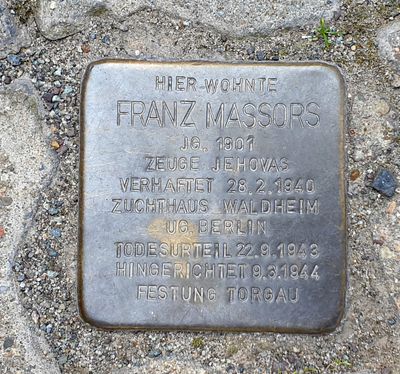 HIER WOHNTE
FRANZ MASSORS
JG. 1901
ZEUGE JEHOVAS
VERHAFTET 28.2.1940
ZUCHTHAUS WALDHEIM
UG. BERLIN
TODESURTEIL 22.9.1943
HINGERICHTET 9.3.1944
FESTUNG TORGAU